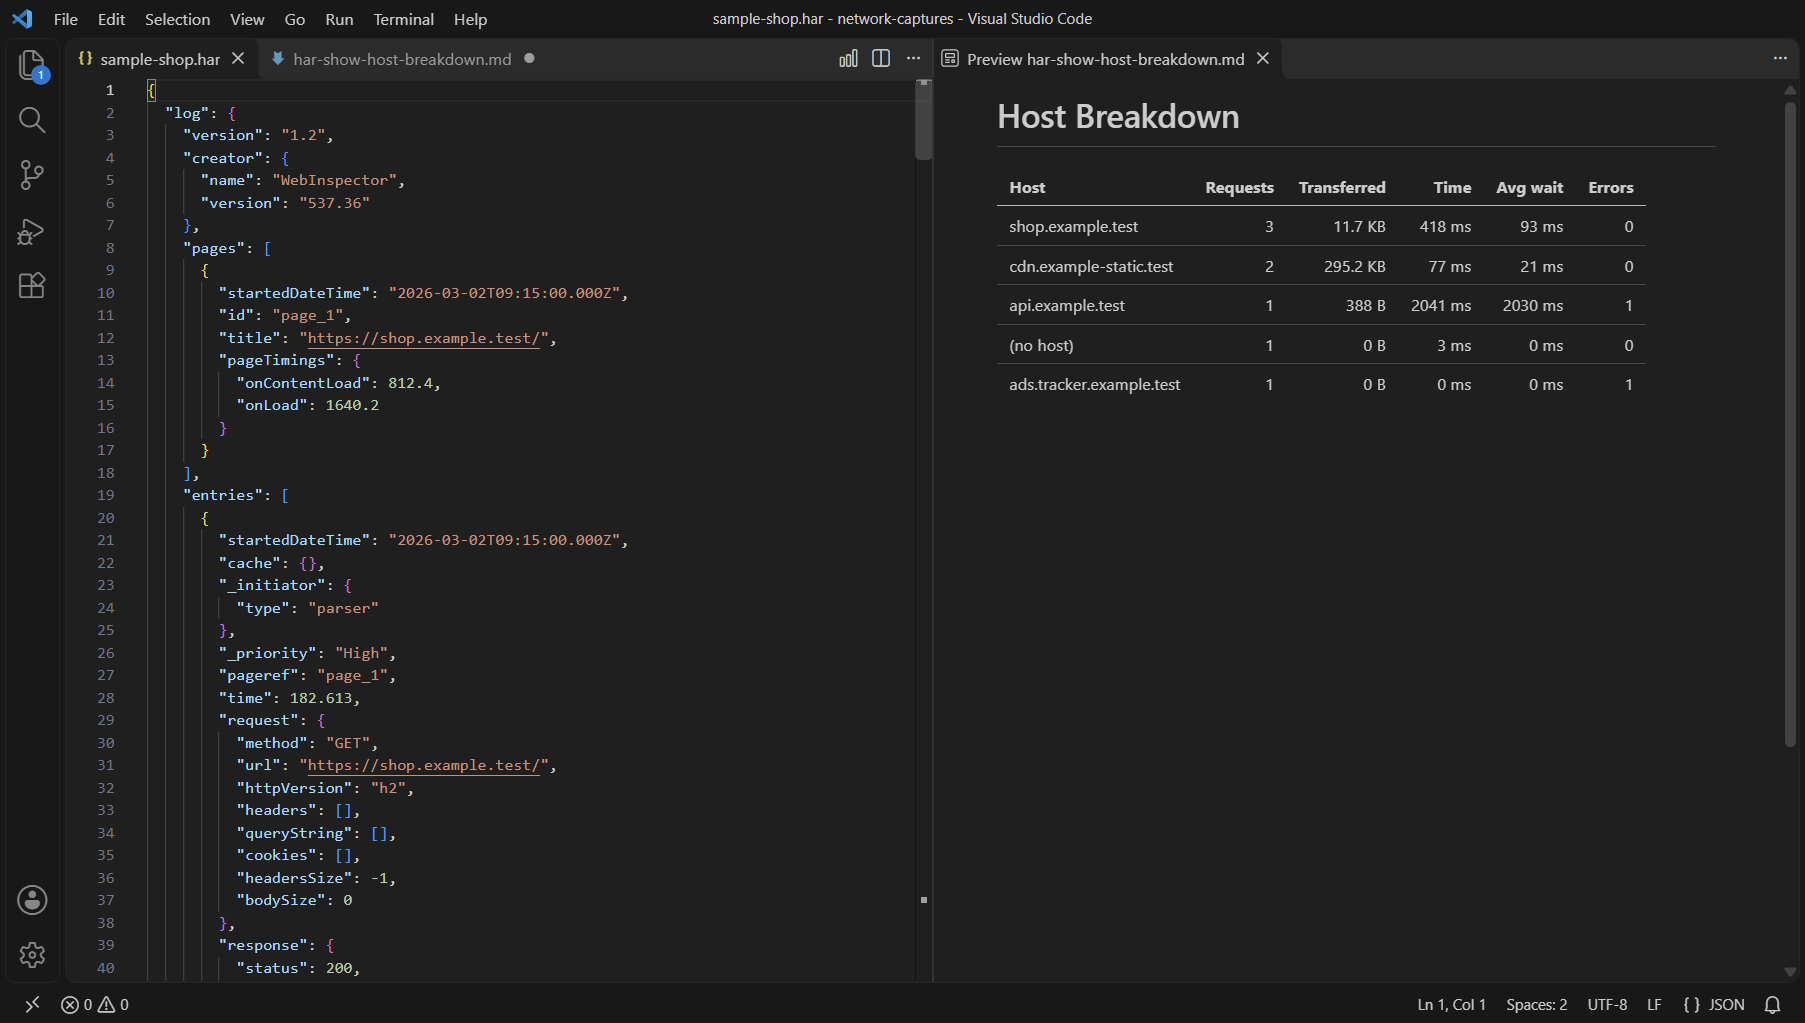 File Edit Selection View Go Run Terminal Help
sample-shop.har - network-captures - Visual Studio Code
1
{} sample-shop.har
har-show-host-breakdown.md
1 {
2 "log": {
3 "version": "1.2",
4 "creator": {
5 "name": "WebInspector",
6 "version": "537.36"
7 },
8 "pages": [
9 {
10 "startedDateTime": "2026-03-02T09:15:00.000Z",
11 "id": "page_1",
12 "title": "https://shop.example.test/",
13 "pageTimings": {
14 "onContentLoad": 812.4,
15 "onLoad": 1640.2
16 }
17 }
18 ],
19 "entries": [
20 {
21 "startedDateTime": "2026-03-02T09:15:00.000Z",
22 "cache": {},
23 "_initiator": {
24 "type": "parser"
25 },
26 "_priority": "High",
27 "pageref": "page_1",
28 "time": 182.613,
29 "request": {
30 "method": "GET",
31 "url": "https://shop.example.test/",
32 "httpVersion": "h2",
33 "headers": [],
34 "queryString": [],
35 "cookies": [],
36 "headersSize": -1,
37 "bodySize": 0
38 },
39 "response": {
40 "status": 200,
Preview har-show-host-breakdown.md
Host Breakdown
Host Requests Transferred Time Avg wait Errors
shop.example.test 3 11.7 KB 418 ms 93 ms 0
cdn.example-static.test 2 295.2 KB 77 ms 21 ms 0
api.example.test 1 388 B 2041 ms 2030 ms 1
(no host) 1 0 B 3 ms 0 ms 0
ads.tracker.example.test 1 0 B 0 ms 0 ms 1
0 0
Ln 1, Col 1 Spaces: 2 UTF-8 LF {} JSON